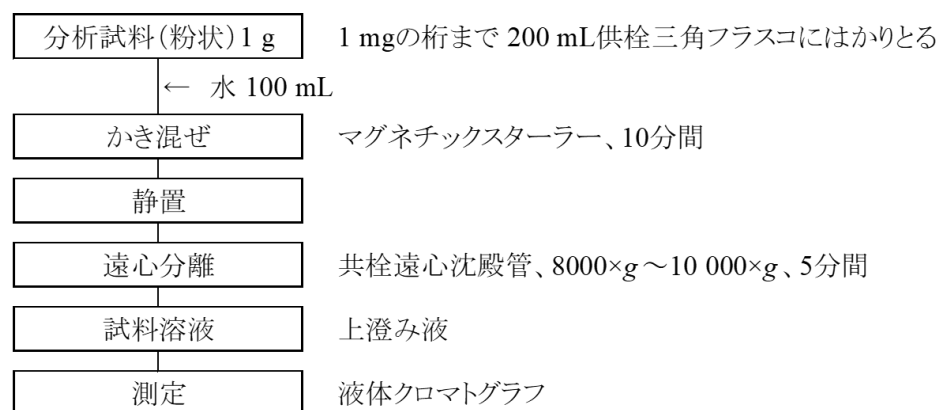 分析試料(粉状)1 g 1 mgの桁まで 200 mL供栓三角フラスコにはかりとる
← 水 100 mL
かき混ぜ マグネチックスターラー、10分間
静置
遠心分離 共栓遠心沈殿管、8000×g～10 000×g、5分間
試料溶液 上澄み液
測定 液体クロマトグラフ